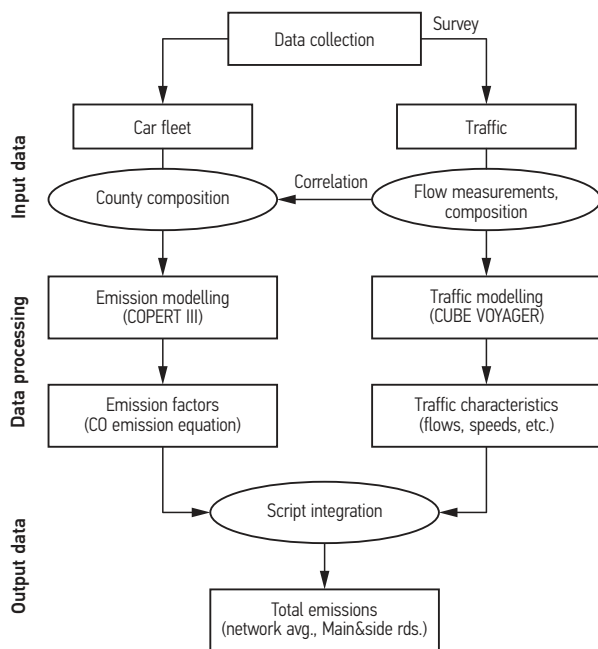 Survey
Data collection
Car fleet
Traffic
Input data
Correlation
County composition
Flow measurements,
composition
Emission modelling
(COPERT III)
Traffic modelling
(CUBE VOYAGER)
Data processing
Emission factors
(CO emission equation)
Traffic characteristics
(flows, speeds, etc.)
Script integration
Output data
Total emissions
(network avg., Main&side rds.)